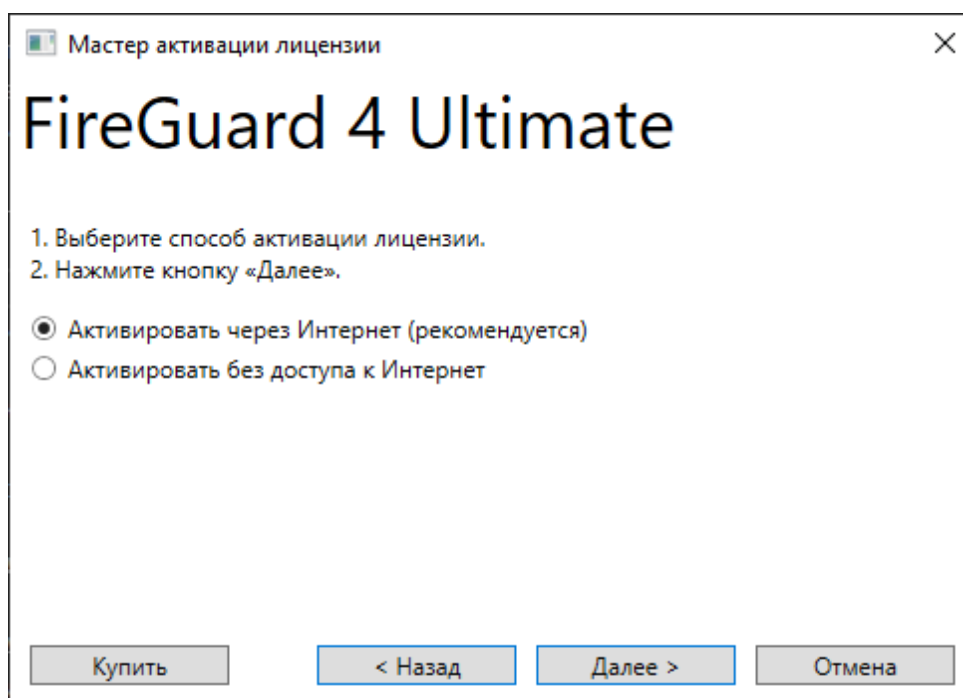 Мастер активации лицензии
FireGuard 4 Ultimate
1. Выберите способ активации лицензии.
2. Нажмите кнопку «Далее».
Активировать через Интернет (рекомендуется)
Активировать без доступа к Интернет
Купить
< Назад
Далее >
Отмена